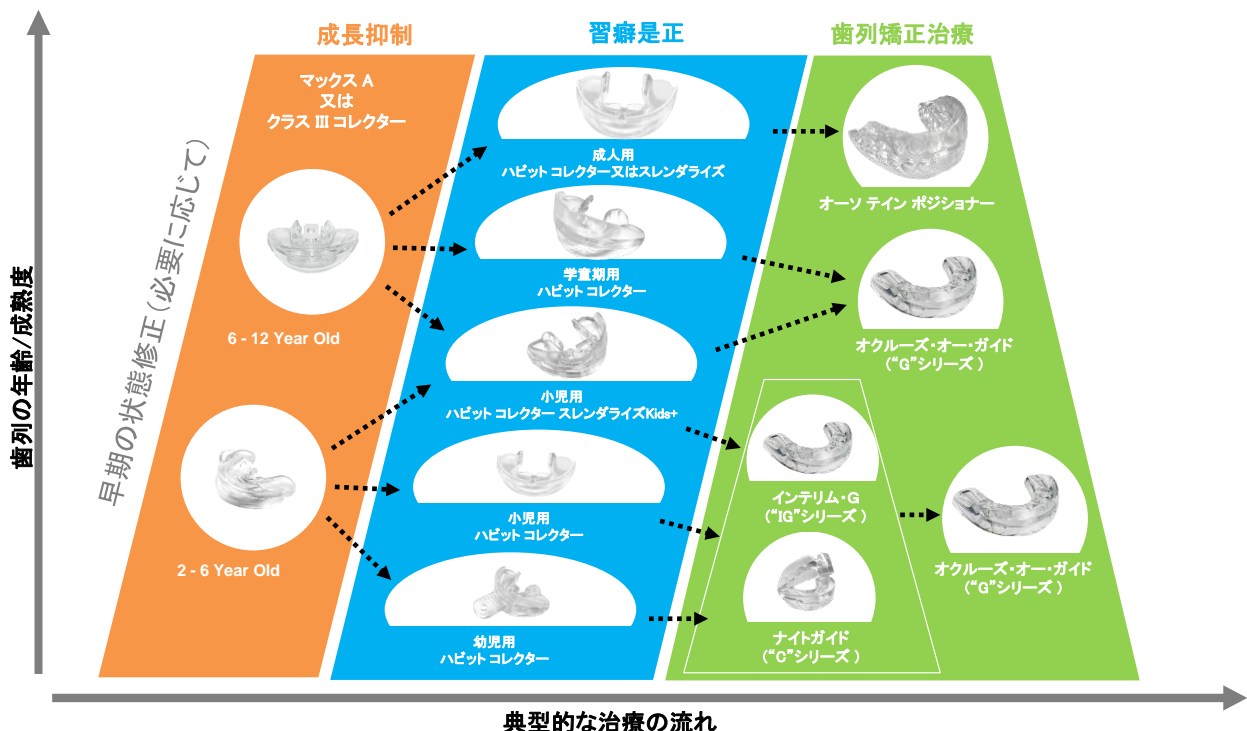 成長抑制
習癖是正
歯列矯正治療
マックス A
又は
クラス III コレクター
6 - 12 Year Old
2 - 6 Year Old
早期の状態修正(必要に応じて)
歯列の年齢/成熟度
成人用
ハビット コレクター又はスレンダライズ
学童期用
ハビット コレクター
小児用
ハビット コレクター スレンダライズKids+
小児用
ハビット コレクター
幼児用
ハビット コレクター
オーソ テイン ポジショナー
オクルーズ・オー・ガイド
(“G”シリーズ )
インテリム・G
(“IG”シリーズ )
ナイトガイド
(“C”シリーズ )
オクルーズ・オー・ガイド
(“G”シリーズ )
典型的な治療の流れ